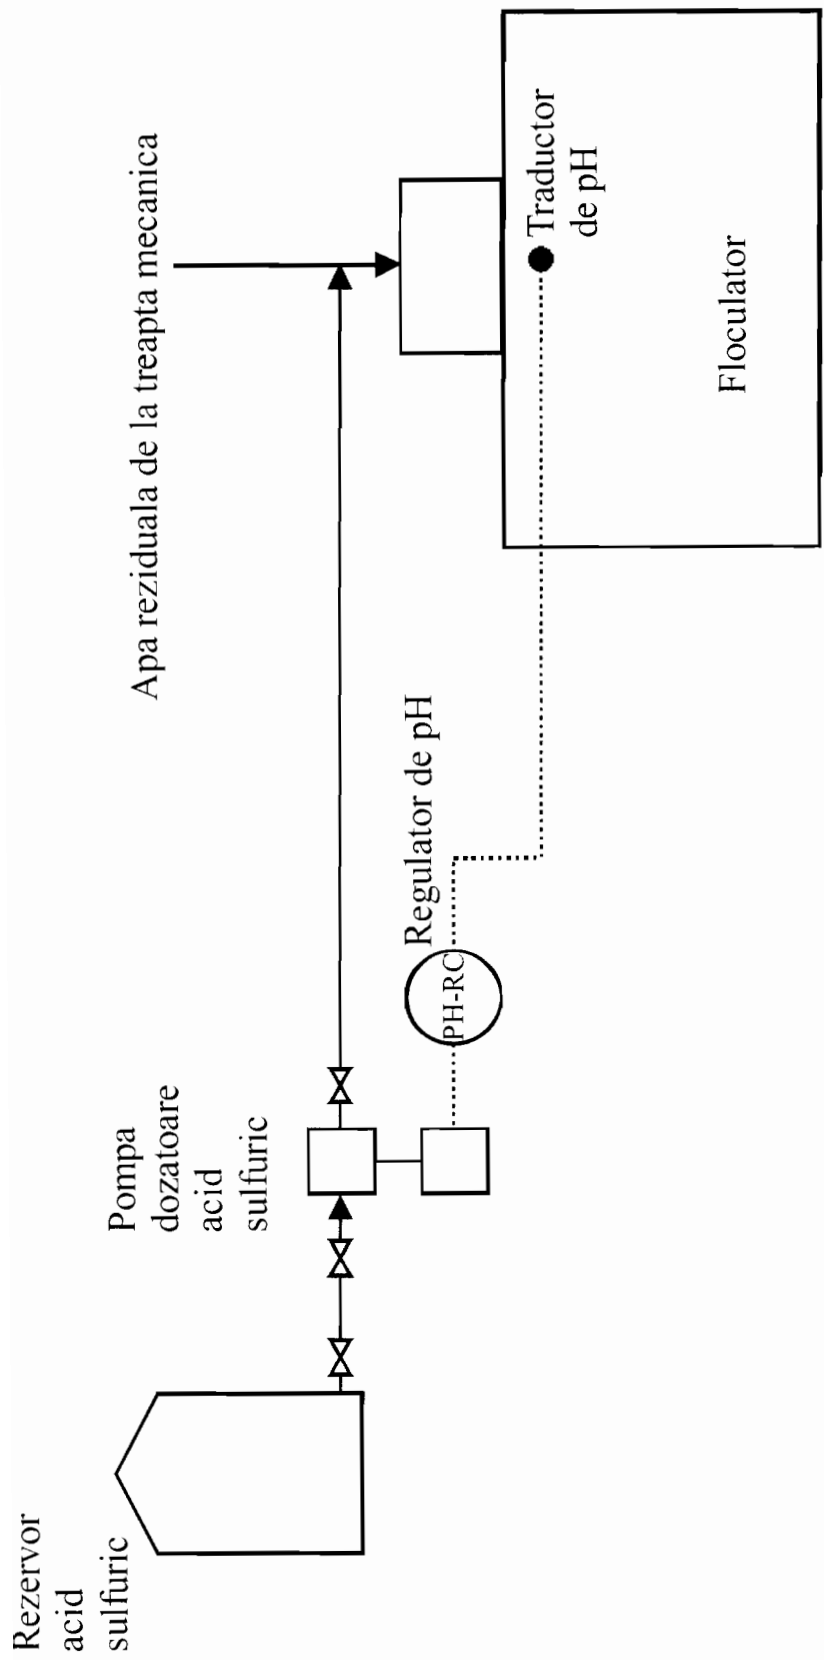 Rezervor
acid
sulfuric
Pompa
dozatoare
acid
sulfuric
Apa reziduala de la treapta mecanica
Regulator de pH
PH-RC
Traductor
de pH
Floculator